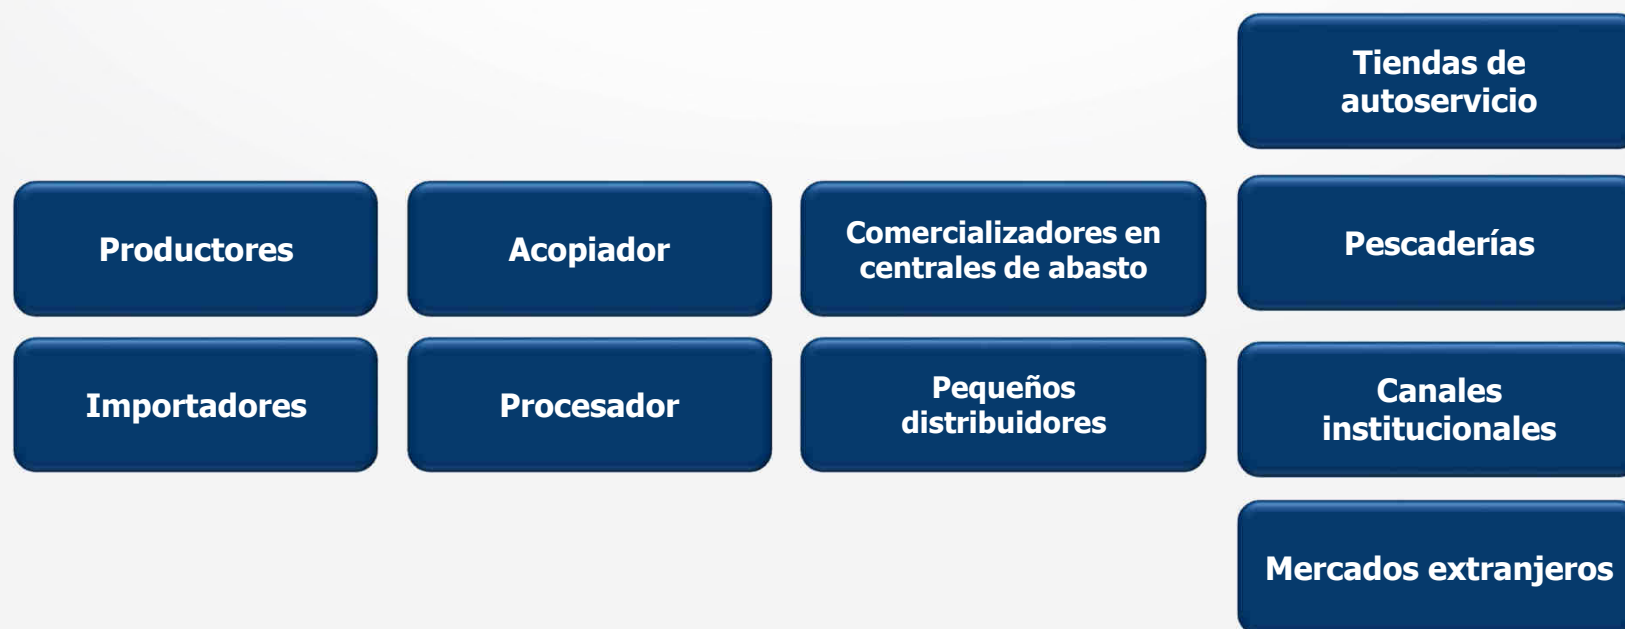 Tiendas de
autoservicio
Productores
Acopiador
Comercializadores en
centrales de abasto
Pescaderías
Importadores
Procesador
Pequeños
distribuidores
Canales
institucionales
Mercados extranjeros